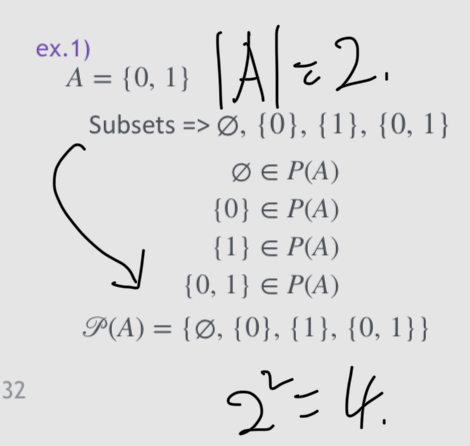 ex.1)
A = {0, 1} |A| = 2.
Subsets => ∅, {0}, {1}, {0, 1}
∅ ∈ P(A)
{0} ∈ P(A)
{1} ∈ P(A)
{0, 1} ∈ P(A)
𝒫(A) = {∅, {0}, {1}, {0, 1}}
32
2² = 4.